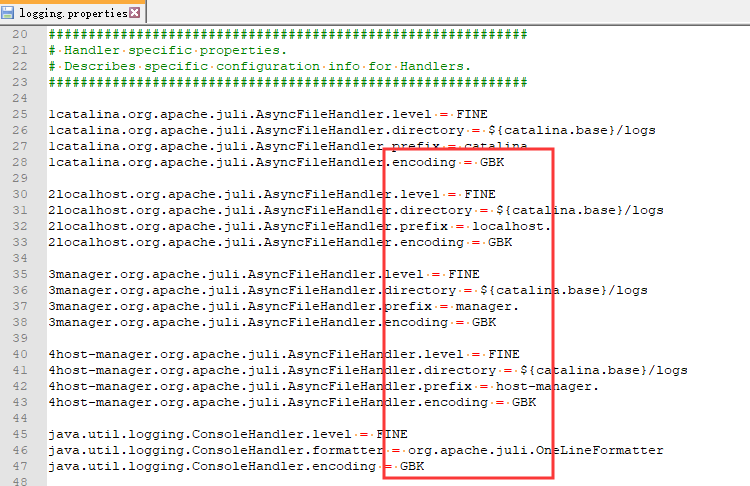 logging.properties
20 ############################################################
21 # Handler specific properties.
22 # Describes specific configuration info for Handlers.
23 ############################################################
24
25 1catalina.org.apache.juli.AsyncFileHandler.level = FINE
26 1catalina.org.apache.juli.AsyncFileHandler.directory = ${catalina.base}/logs
27 1catalina.org.apache.juli.AsyncFileHandler.prefix = catalina.
28 1catalina.org.apache.juli.AsyncFileHandler.encoding = GBK
29
30 2localhost.org.apache.juli.AsyncFileHandler.level = FINE
31 2localhost.org.apache.juli.AsyncFileHandler.directory = ${catalina.base}/logs
32 2localhost.org.apache.juli.AsyncFileHandler.prefix = localhost.
33 2localhost.org.apache.juli.AsyncFileHandler.encoding = GBK
34
35 3manager.org.apache.juli.AsyncFileHandler.level = FINE
36 3manager.org.apache.juli.AsyncFileHandler.directory = ${catalina.base}/logs
37 3manager.org.apache.juli.AsyncFileHandler.prefix = manager.
38 3manager.org.apache.juli.AsyncFileHandler.encoding = GBK
39
40 4host-manager.org.apache.juli.AsyncFileHandler.level = FINE
41 4host-manager.org.apache.juli.AsyncFileHandler.directory = ${catalina.base}/logs
42 4host-manager.org.apache.juli.AsyncFileHandler.prefix = host-manager.
43 4host-manager.org.apache.juli.AsyncFileHandler.encoding = GBK
44
45 java.util.logging.ConsoleHandler.level = FINE
46 java.util.logging.ConsoleHandler.formatter = org.apache.juli.OneLineFormatter
47 java.util.logging.ConsoleHandler.encoding = GBK
48